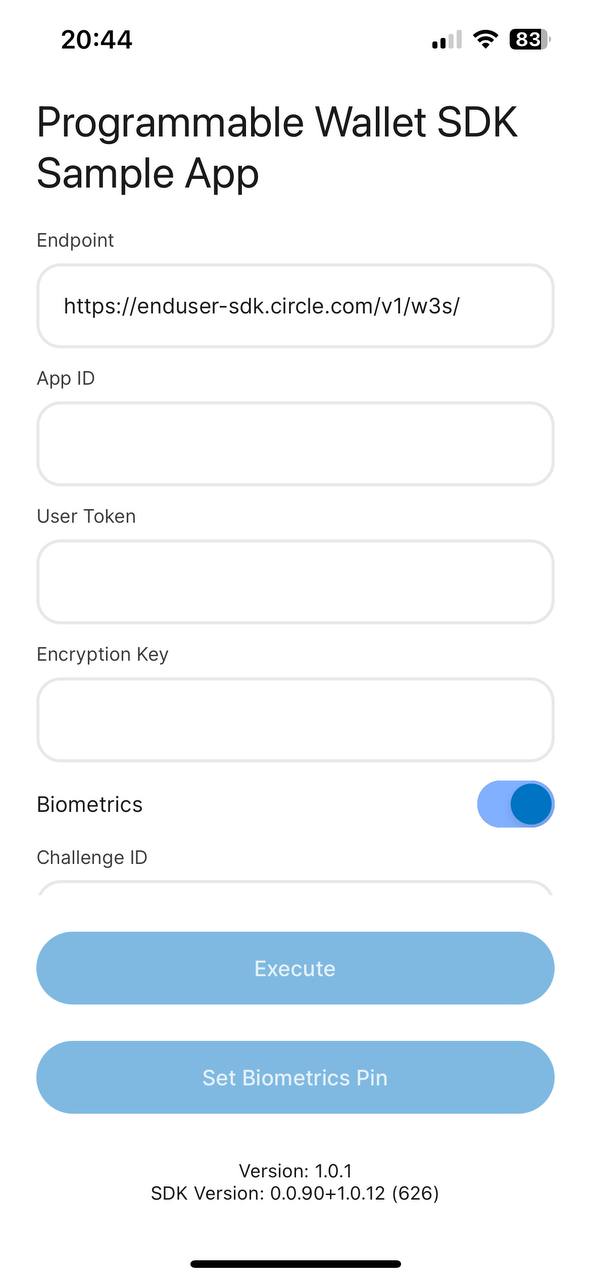 20:44
83
Programmable Wallet SDK
Sample App
Endpoint
https://enduser-sdk.circle.com/v1/w3s/
App ID
User Token
Encryption Key
Biometrics
Challenge ID
Execute
Set Biometrics Pin
Version: 1.0.1
SDK Version: 0.0.90+1.0.12 (626)